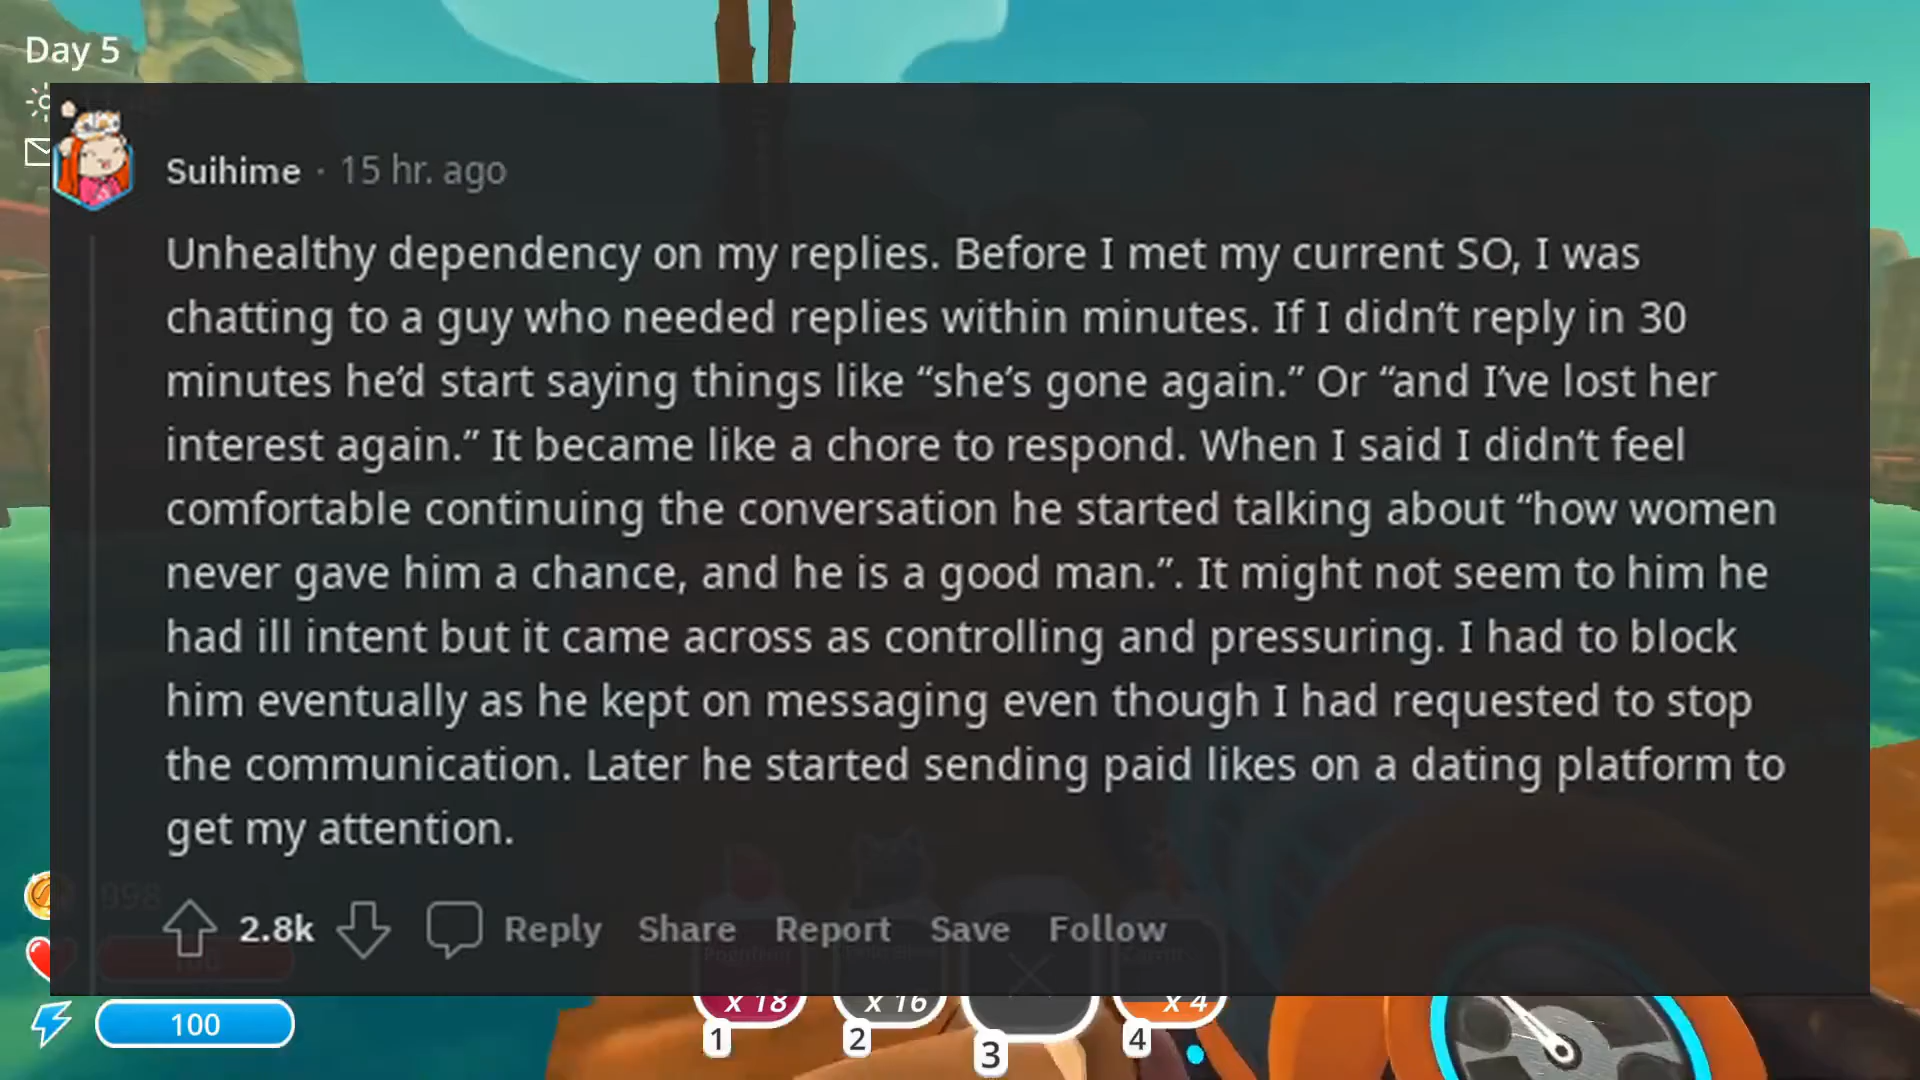 Day 5
Suihime · 15 hr. ago
Unhealthy dependency on my replies. Before I met my current SO, I was
chatting to a guy who needed replies within minutes. If I didn’t reply in 30
minutes he’d start saying things like “she’s gone again.” Or “and I’ve lost her
interest again.” It became like a chore to respond. When I said I didn’t feel
comfortable continuing the conversation he started talking about “how women
never gave him a chance, and he is a good man.”. It might not seem to him he
had ill intent but it came across as controlling and pressuring. I had to block
him eventually as he kept on messaging even though I had requested to stop
the communication. Later he started sending paid likes on a dating platform to
get my attention.
998
2.8k Reply Share Report Save Follow
100
x 18 x 16 x 4
100
1 2 3 4